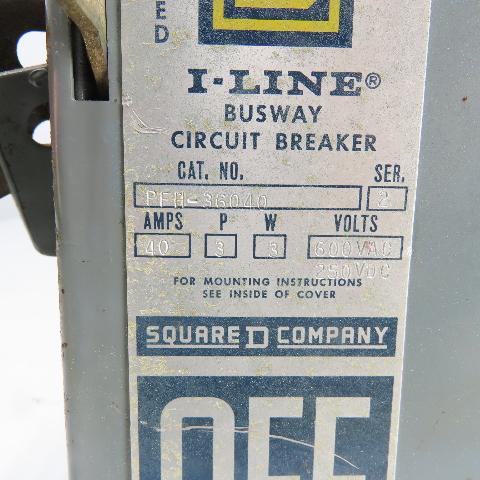 ED
I-LINE®
BUSWAY
CIRCUIT BREAKER
CAT. NO. SER.
PFH-36040 2
AMPS P W VOLTS
40 3 3 600VAC
250VDC
FOR MOUNTING INSTRUCTIONS
SEE INSIDE OF COVER
SQUARE D COMPANY
OFF